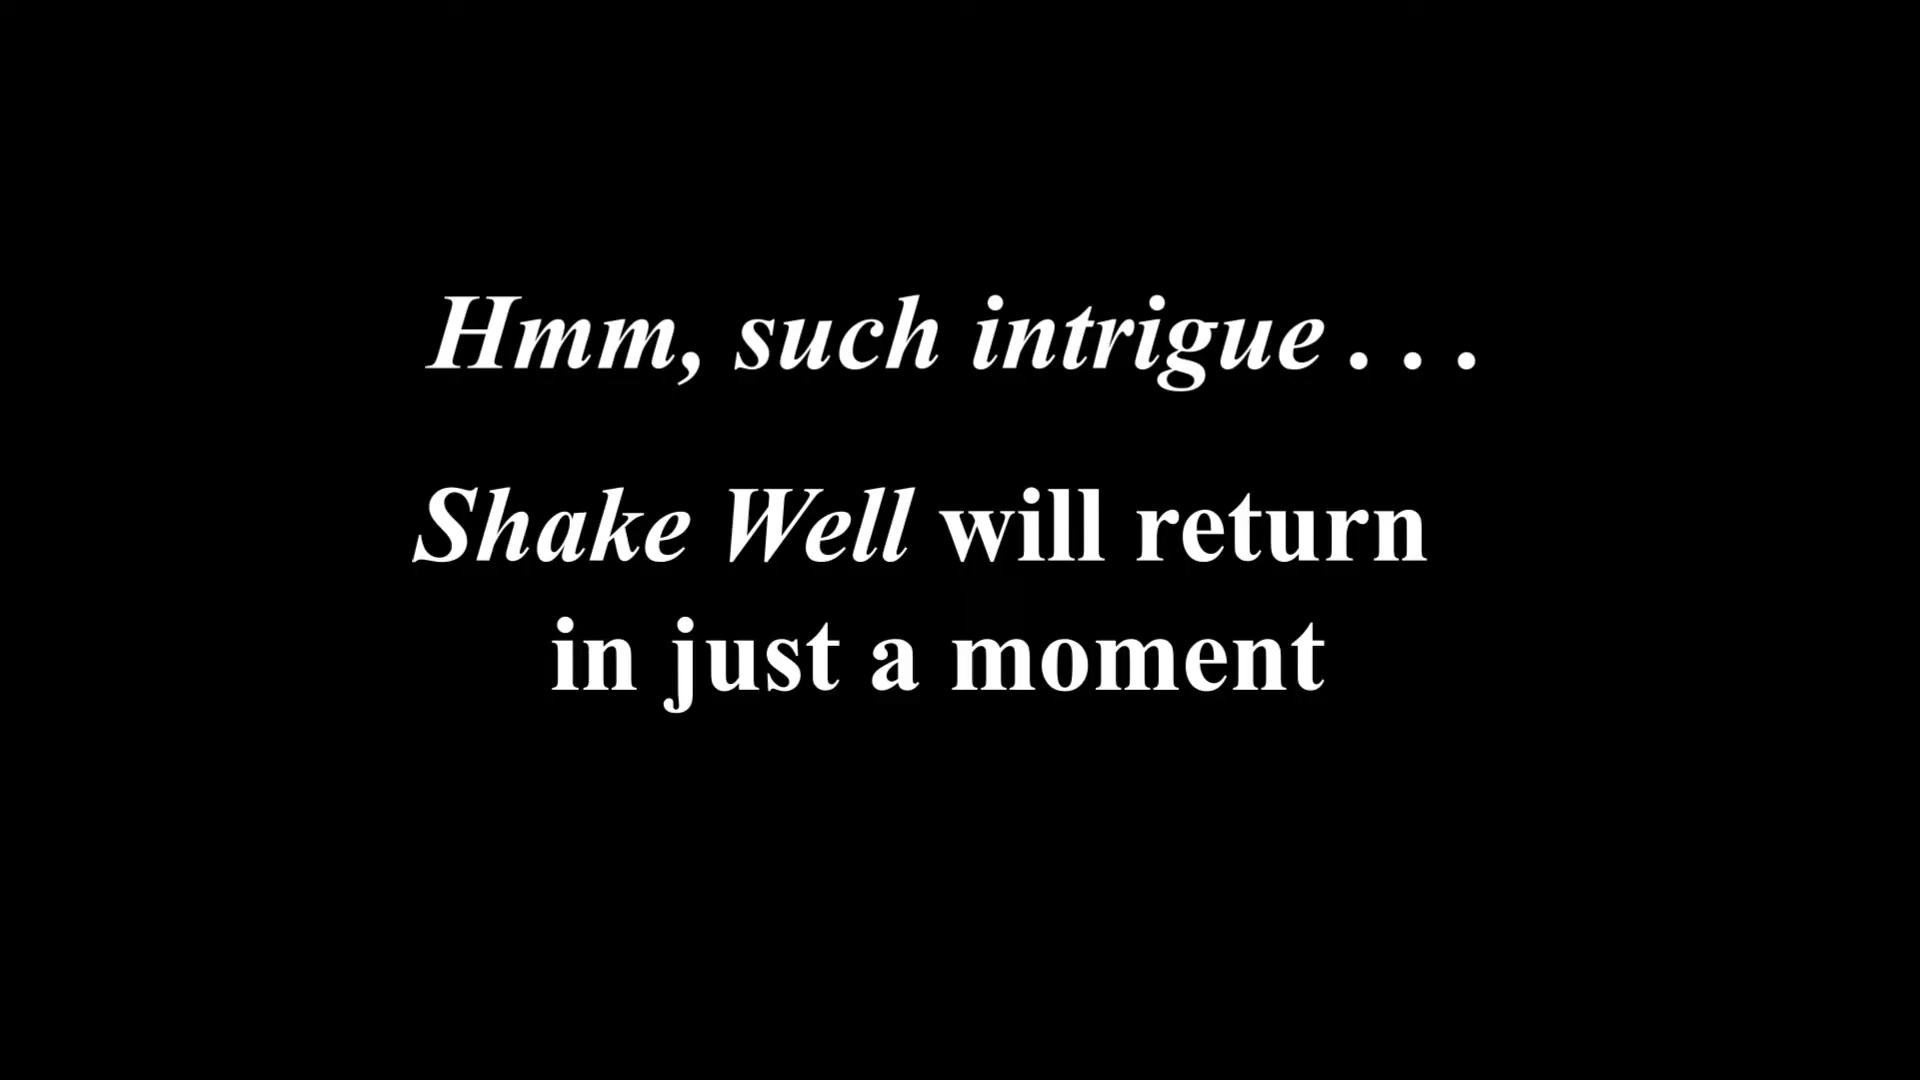 Hmm, such intrigue . . .
Shake Well will return
in just a moment